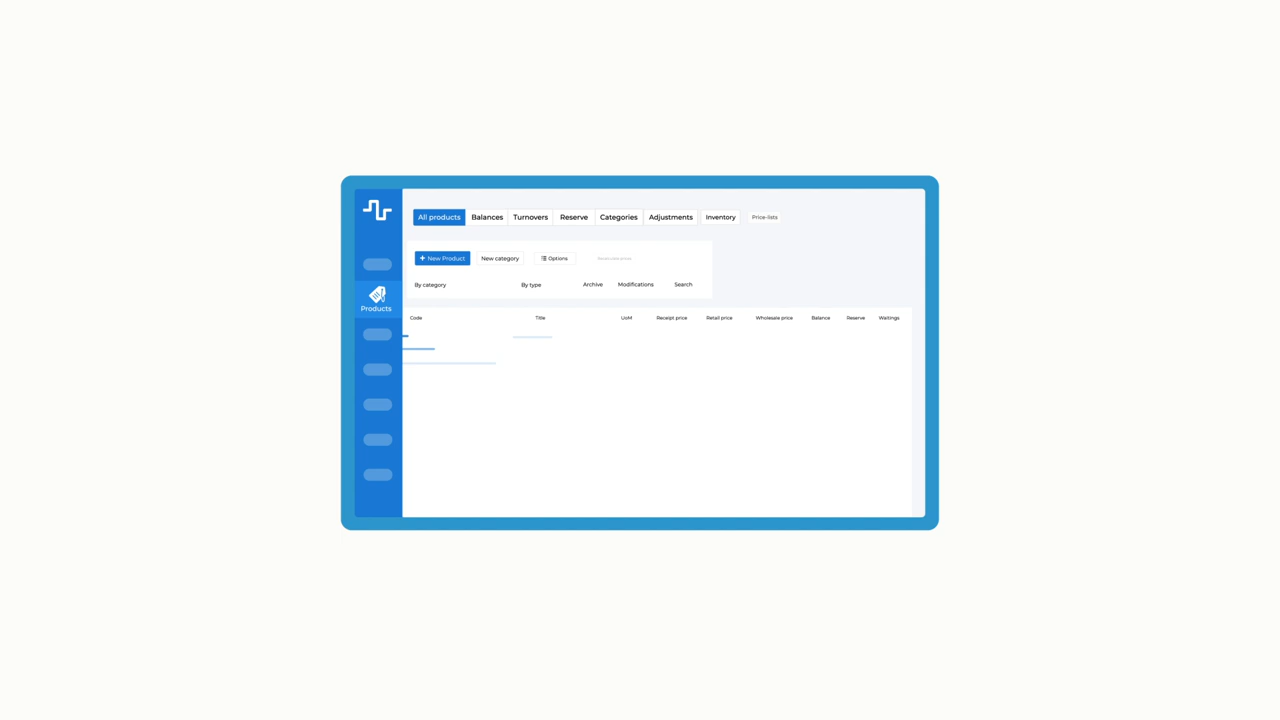 All products Balances Turnovers Reserve Categories Adjustments Inventory Price-lists
+ New Product New category Options
By category By type Archive Modifications Search
Products
Code Title UoM Receipt price Retail price Wholesale price Balance Reserve Waitings